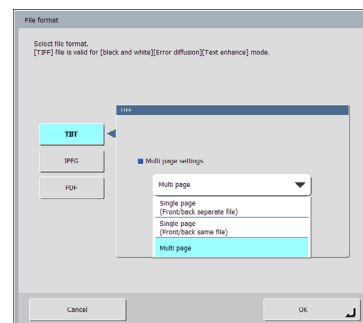 File format
Select file format.
[TIFF] file is valid for [black and white][Error diffusion][Text enhance] mode.
TIFF
TIFF
JPEG
PDF
Multi page settings
Multi page
Single page
(Front/back separate file)
Single page
(Front/back same file)
Multi page
Cancel
OK